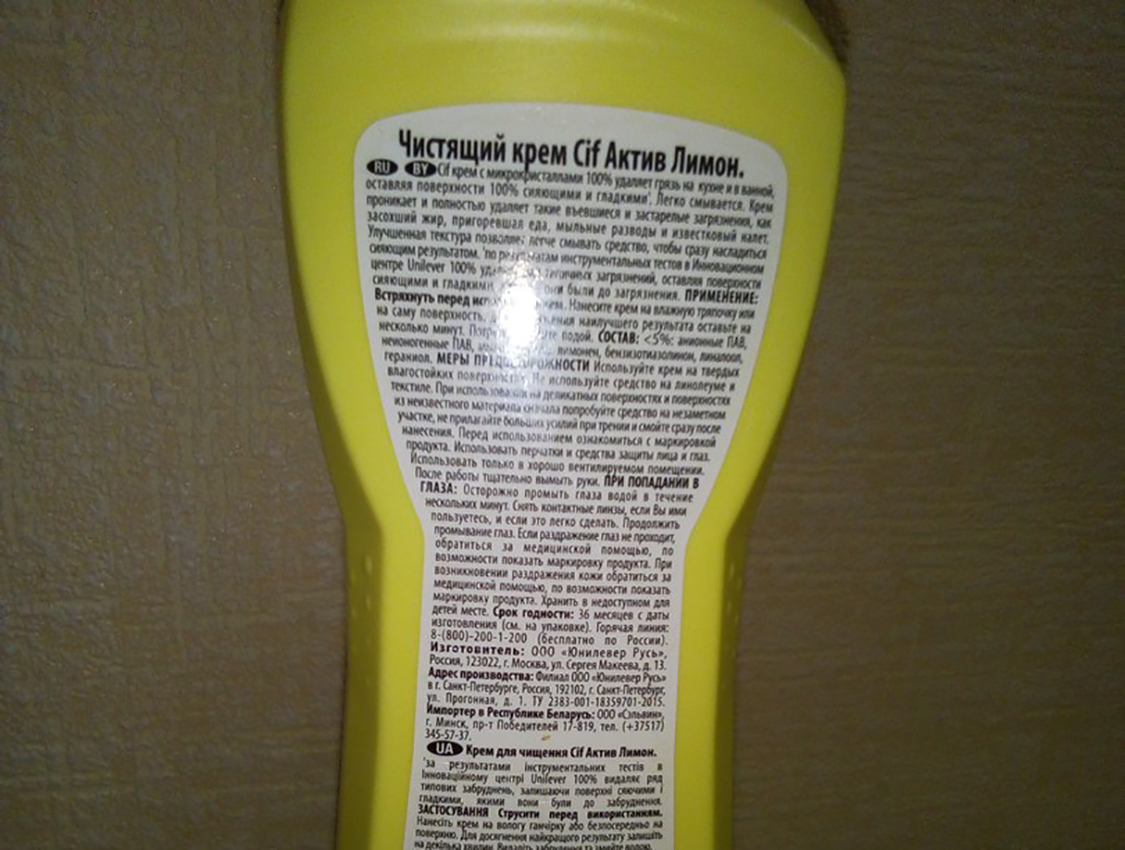 Чистящий крем Cif Актив Лимон.
RU BY Cif крем с микрокристаллами 100% удаляет грязь на кухне и в ванной,
оставляя поверхности 100% сияющими и гладкими¹. Легко смывается. Крем
проникает и полностью удаляет такие въевшиеся и застарелые загрязнения, как
засохший жир, пригоревшая еда, мыльные разводы и известковый налет.
Улучшенная текстура позволяет легче смывать средство, чтобы сразу насладиться
сияющим результатом. ¹по результатам инструментальных тестов в Инновационном
центре Unilever 100% загрязнений, оставляя поверхности
сияющими и гладкими они были до загрязнения. ПРИМЕНЕНИЕ:
Встряхнуть перед Нанесите крем на влажную тряпочку или
на саму поверхность, наилучшего результата оставьте на
несколько минут. водой. СОСТАВ: <5%: анионные ПАВ,
неионогенные ПАВ, лимонен, бензизотиазолинон, линалоол,
гераниол. МЕРЫ ПРЕДОСТОРОЖНОСТИ Используйте крем на твердых
влагостойких поверхностях. Не используйте средство на линолеуме и
текстиле. При использовании на деликатных поверхностях и поверхностях
из неизвестного материала сначала попробуйте средство на незаметном
участке, не прилагайте больших усилий при трении и смойте сразу после
нанесения. Перед использованием ознакомиться с маркировкой
продукта. Использовать перчатки и средства защиты лица и глаз.
Использовать только в хорошо вентилируемом помещении.
После работы тщательно вымыть руки. ПРИ ПОПАДАНИИ В
ГЛАЗА: Осторожно промыть глаза водой в течение
нескольких минут. Снять контактные линзы, если Вы ими
пользуетесь, и если это легко сделать. Продолжить
промывание глаз. Если раздражение глаз не проходит,
обратиться за медицинской помощью, по
возможности показать маркировку продукта. При
возникновении раздражения кожи обратиться за
медицинской помощью, по возможности показать
маркировку продукта. Хранить в недоступном для
детей месте. Срок годности: 36 месяцев с даты
изготовления (см. на упаковке). Горячая линия:
8-(800)-200-1-200 (бесплатно по России).
Изготовитель: ООО «Юнилевер Русь»,
Россия, 123022, г. Москва, ул. Сергея Макеева, д. 13.
Адрес производства: Филиал ООО «Юнилевер Русь»
в г. Санкт-Петербурге, Россия, 192102, г. Санкт-Петербург,
ул. Прогонная, д. 1. ТУ 2383-001-18359701-2015.
Импортер в Республике Беларусь: ООО «Сэльвин»,
г. Минск, пр-т Победителей 17-819, тел. (+37517)
345-57-37.
UA Крем для чищення Cif Актив Лимон.
¹за результатами інструментальних тестів в
Інноваційному центрі Unilever 100% видаляє ряд
типових забруднень, залишаючи поверхні сяючими і
гладкими, якими вони були до забруднення.
ЗАСТОСУВАННЯ Струсити перед використанням.
Нанесіть крем на вологу ганчірку або безпосередньо на
поверхню. Для досягнення найкращого результату залишіть
на декілька хвилин. Видаліть забруднення та змийте водою.